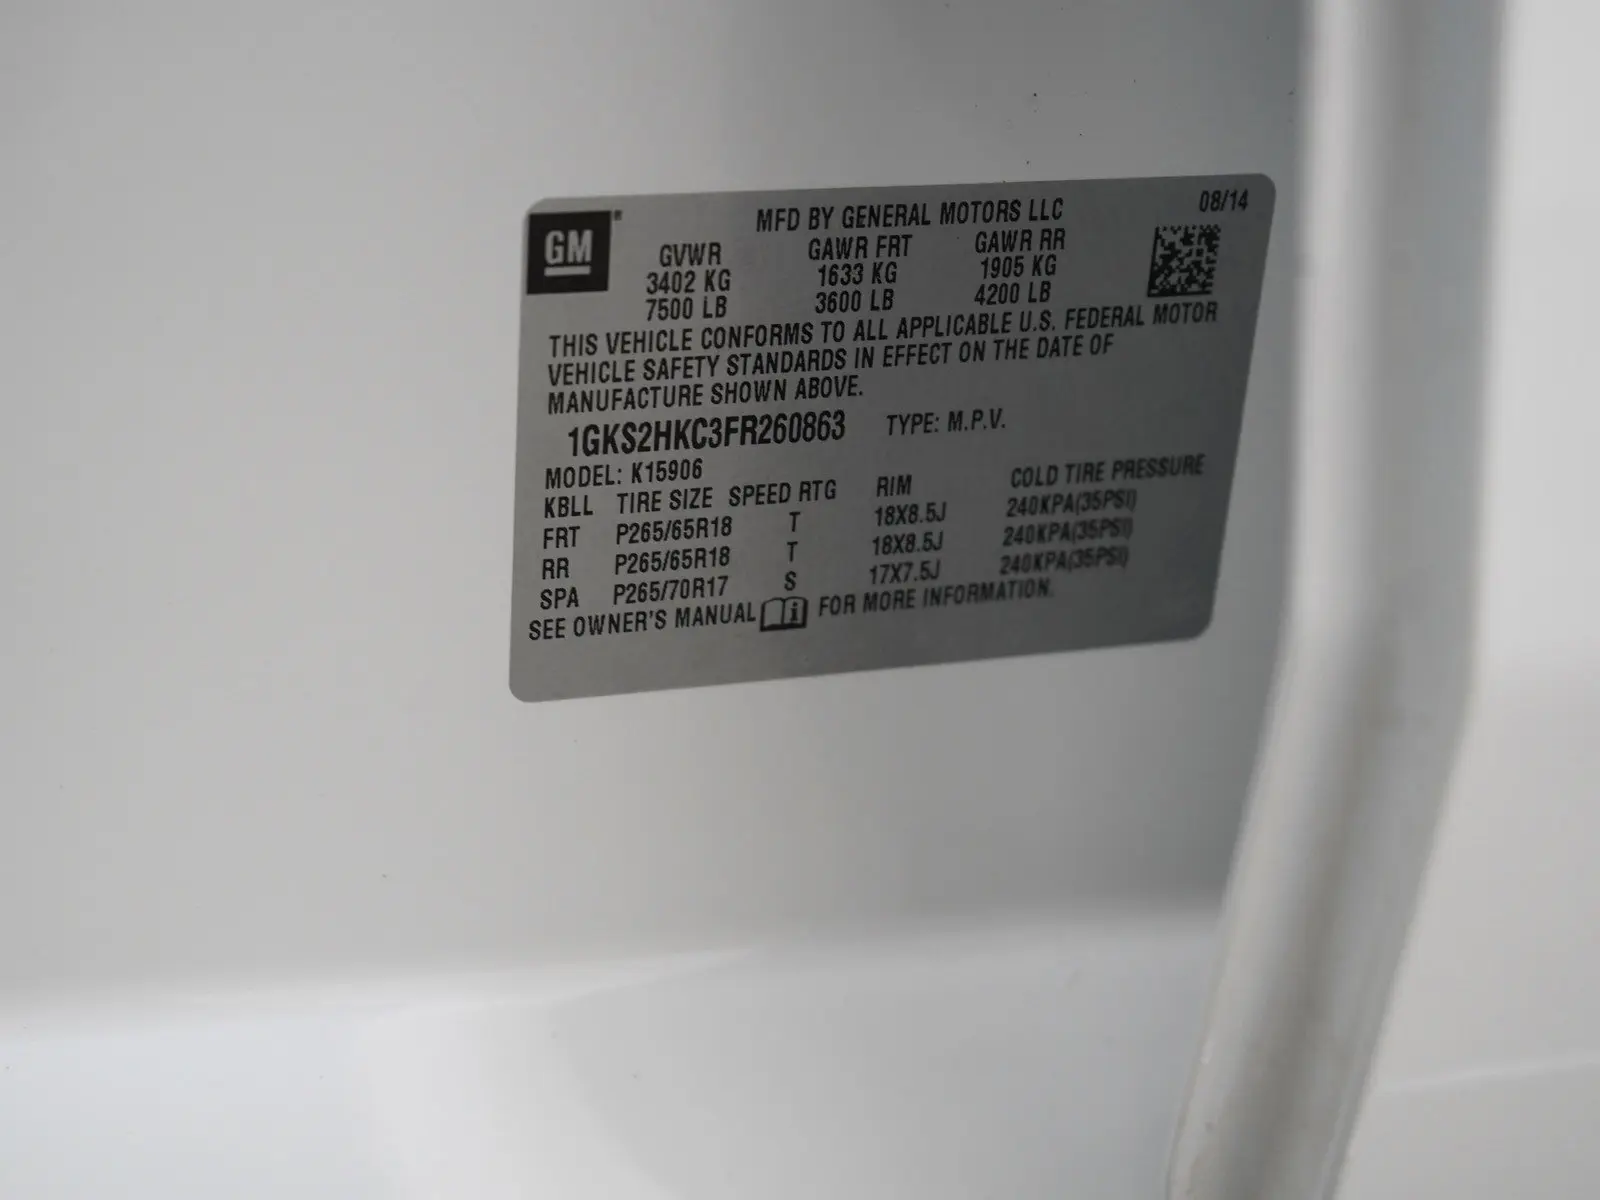 08/14
GM®
MFD BY GENERAL MOTORS LLC
GVWR GAWR FRT GAWR RR
3402 KG 1633 KG 1905 KG
7500 LB 3600 LB 4200 LB
THIS VEHICLE CONFORMS TO ALL APPLICABLE U.S. FEDERAL MOTOR
VEHICLE SAFETY STANDARDS IN EFFECT ON THE DATE OF
MANUFACTURE SHOWN ABOVE.
1GKS2HKC3FR260863 TYPE: M.P.V.
MODEL: K15906
KBLL TIRE SIZE SPEED RTG RIM COLD TIRE PRESSURE
FRT P265/65R18 T 18X8.5J 240KPA(35PSI)
RR P265/65R18 T 18X8.5J 240KPA(35PSI)
SPA P265/70R17 S 17X7.5J 240KPA(35PSI)
SEE OWNER'S MANUAL i FOR MORE INFORMATION.